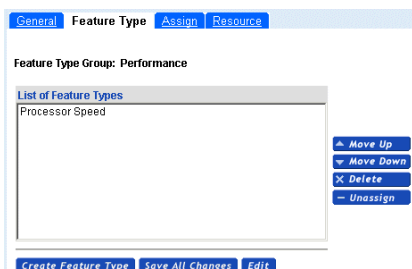 General Feature Type Assign Resource
Feature Type Group: Performance
List of Feature Types
Processor Speed
Move Up
Move Down
Delete
Unassign
Create Feature Type Save All Changes Edit